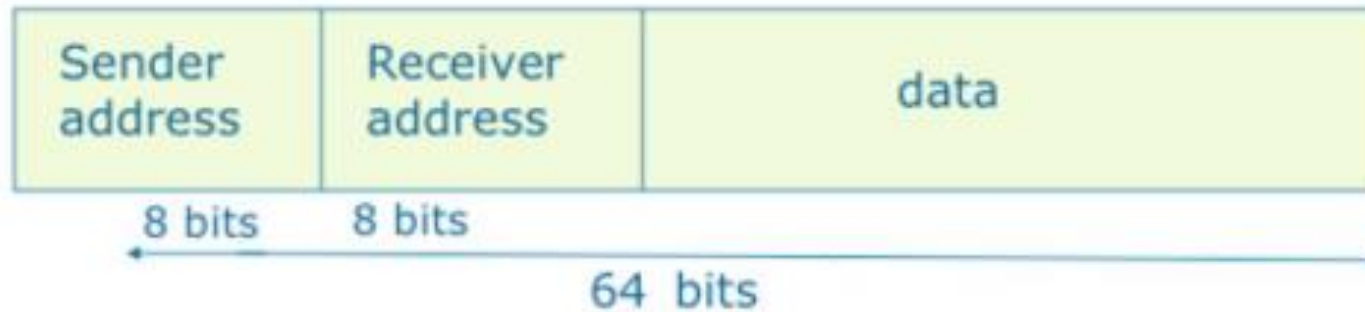 Sender
address
Receiver
address
data
8 bits
8 bits
64 bits